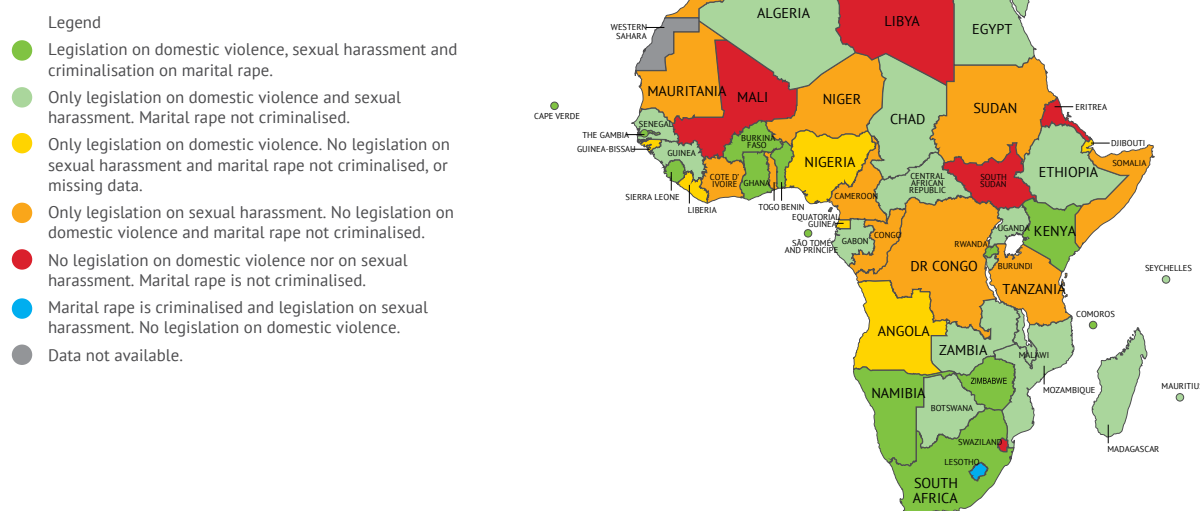 Legend
Legislation on domestic violence, sexual harassment and
criminalisation on marital rape.
Only legislation on domestic violence and sexual
harassment. Marital rape not criminalised.
Only legislation on domestic violence. No legislation on
sexual harassment and marital rape not criminalised, or
missing data.
Only legislation on sexual harassment. No legislation on
domestic violence and marital rape not criminalised.
No legislation on domestic violence nor on sexual
harassment. Marital rape is not criminalised.
Marital rape is criminalised and legislation on sexual
harassment. No legislation on domestic violence.
Data not available.
ALGERIA
LIBYA
EGYPT
WESTERN
SAHARA
MAURITANIA
MALI
NIGER
CHAD
SUDAN
ERITREA
CAPE VERDE
SENEGAL
THE GAMBIA
GUINEA-BISSAU
GUINEA
BURKINA
FASO
DJIBOUTI
SOMALIA
NIGERIA
ETHIOPIA
SIERRA LEONE
LIBERIA
COTE D'
IVOIRE
GHANA
TOGO
BENIN
CAMEROON
CENTRAL
AFRICAN
REPUBLIC
SOUTH
SUDAN
EQUATORIAL
GUINEA
SÃO TOMÉ
AND PRINCIPE
GABON
CONGO
DR CONGO
UGANDA
KENYA
RWANDA
BURUNDI
TANZANIA
SEYCHELLES
COMOROS
ANGOLA
ZAMBIA
MALAWI
MOZAMBIQUE
MAURITIU
MADAGASCAR
NAMIBIA
ZIMBABWE
BOTSWANA
SWAZILAND
LESOTHO
SOUTH
AFRICA